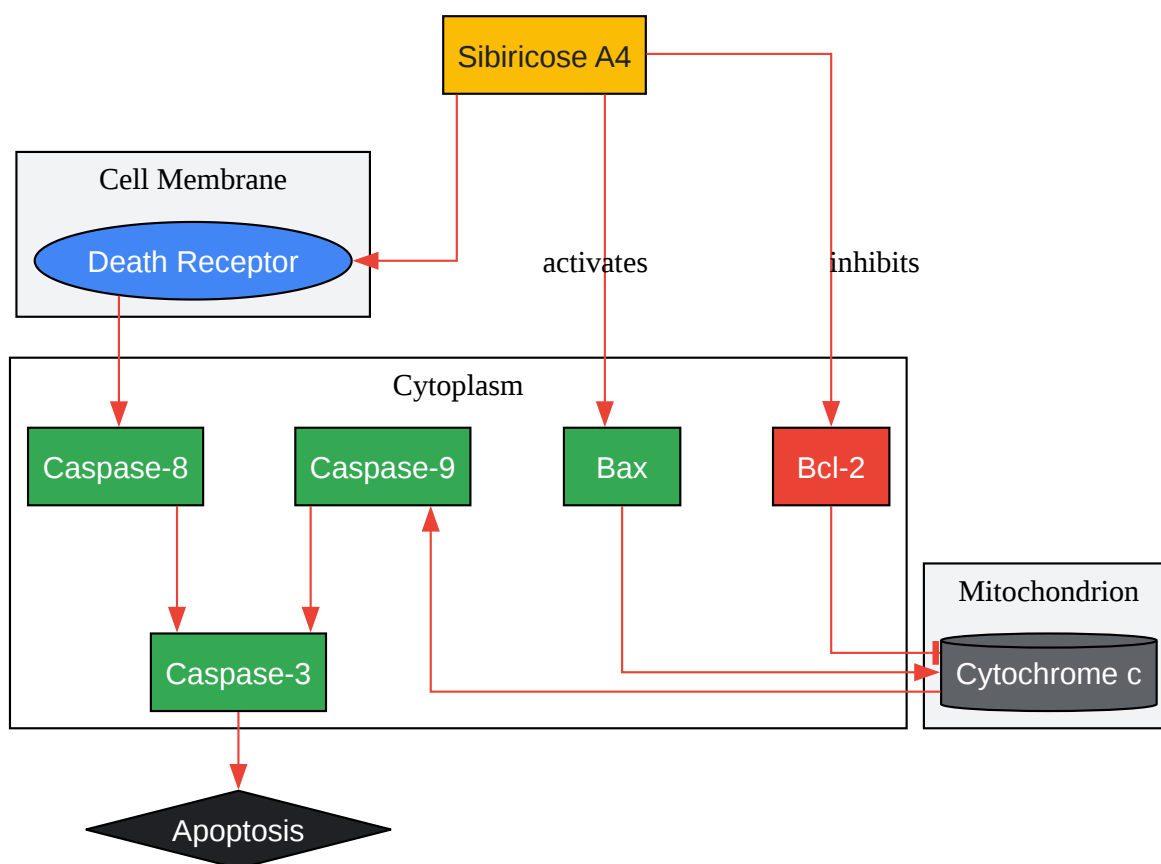 Sibiricose A4
Cell Membrane
Death Receptor
activates
inhibits
Cytoplasm
Caspase-8
Caspase-9
Bax
Bcl-2
Mitochondrion
Caspase-3
Cytochrome c
Apoptosis